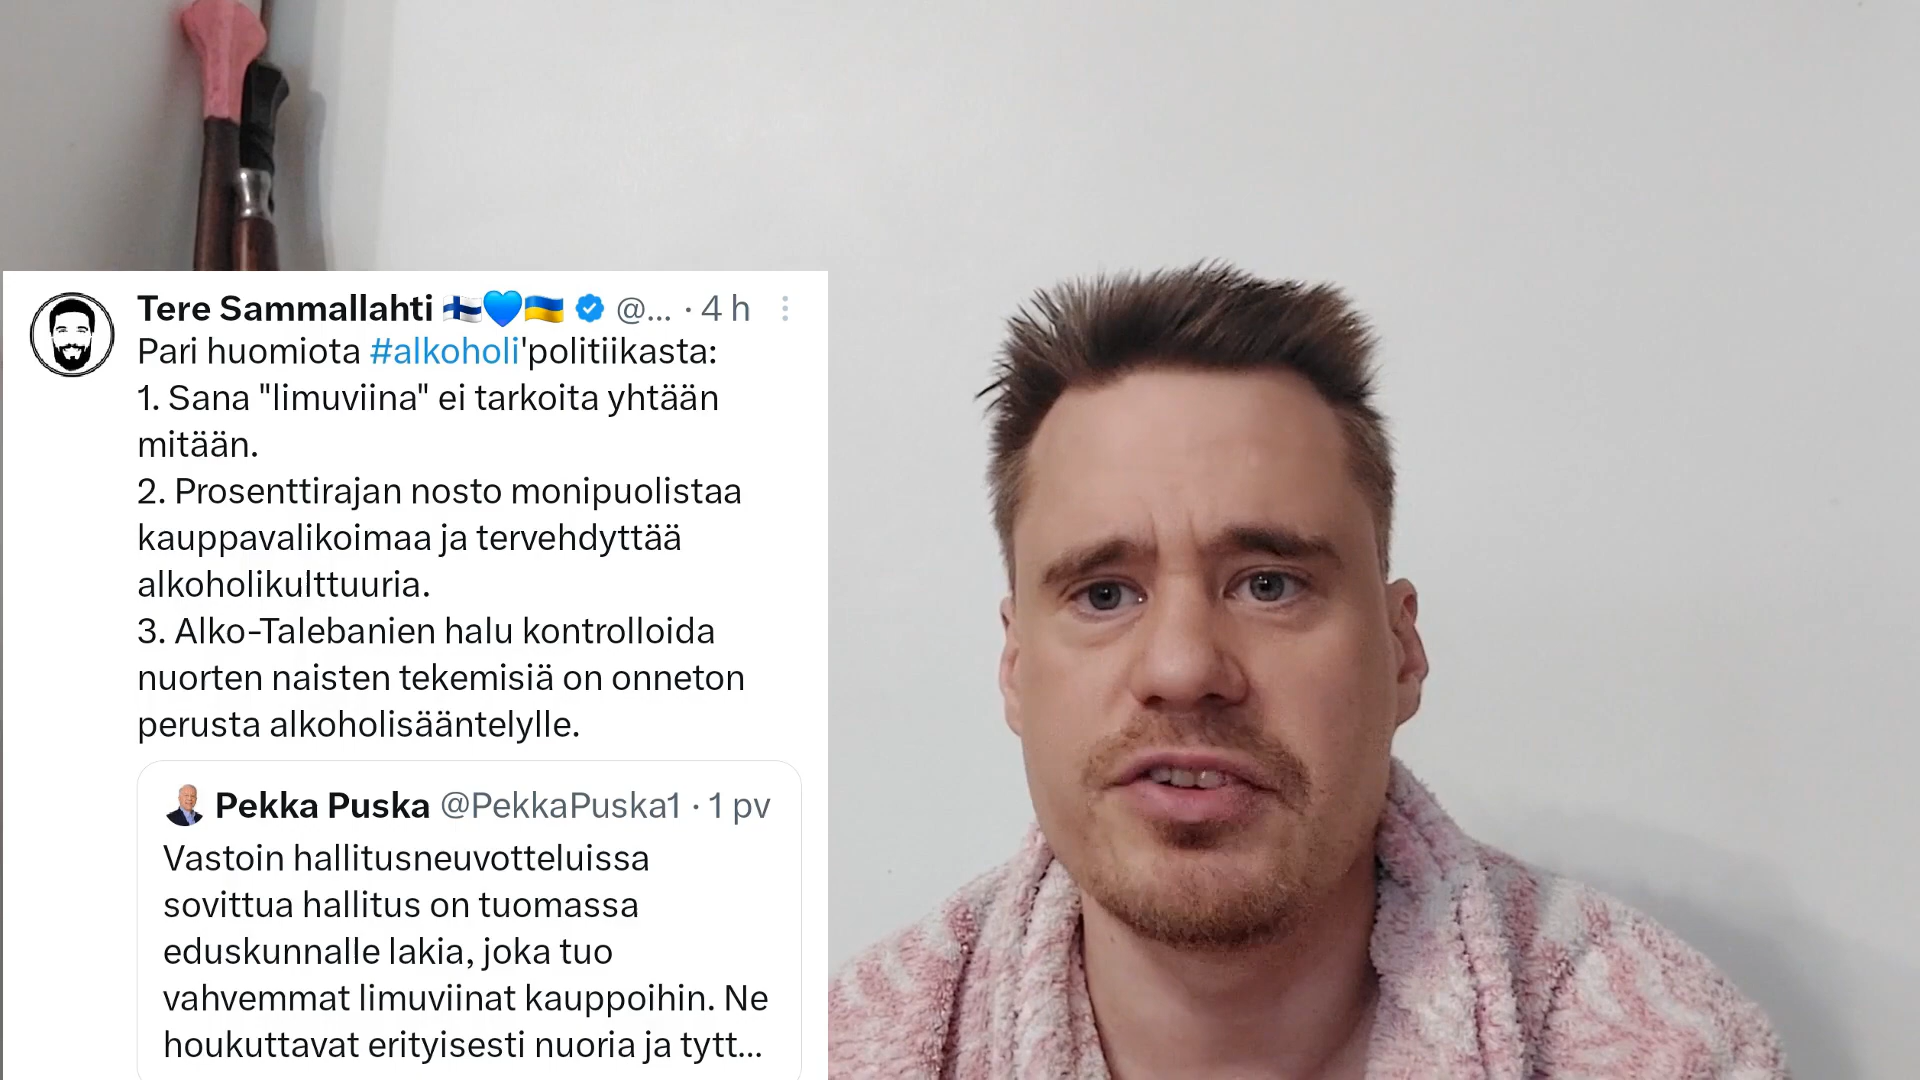 Tere Sammallahti 🇫🇮💙🇺🇦 @... · 4 h
Pari huomiota #alkoholi'politiikasta:
1. Sana "limuviina" ei tarkoita yhtään
mitään.
2. Prosenttirajan nosto monipuolistaa
kauppavalikoimaa ja tervehdyttää
alkoholikulttuuria.
3. Alko-Talebanien halu kontrolloida
nuorten naisten tekemisiä on onneton
perusta alkoholisääntelylle.
Pekka Puska @PekkaPuska1 · 1 pv
Vastoin hallitusneuvotteluissa
sovittua hallitus on tuomassa
eduskunnalle lakia, joka tuo
vahvemmat limuviinat kauppoihin. Ne
houkuttavat erityisesti nuoria ja tytt...